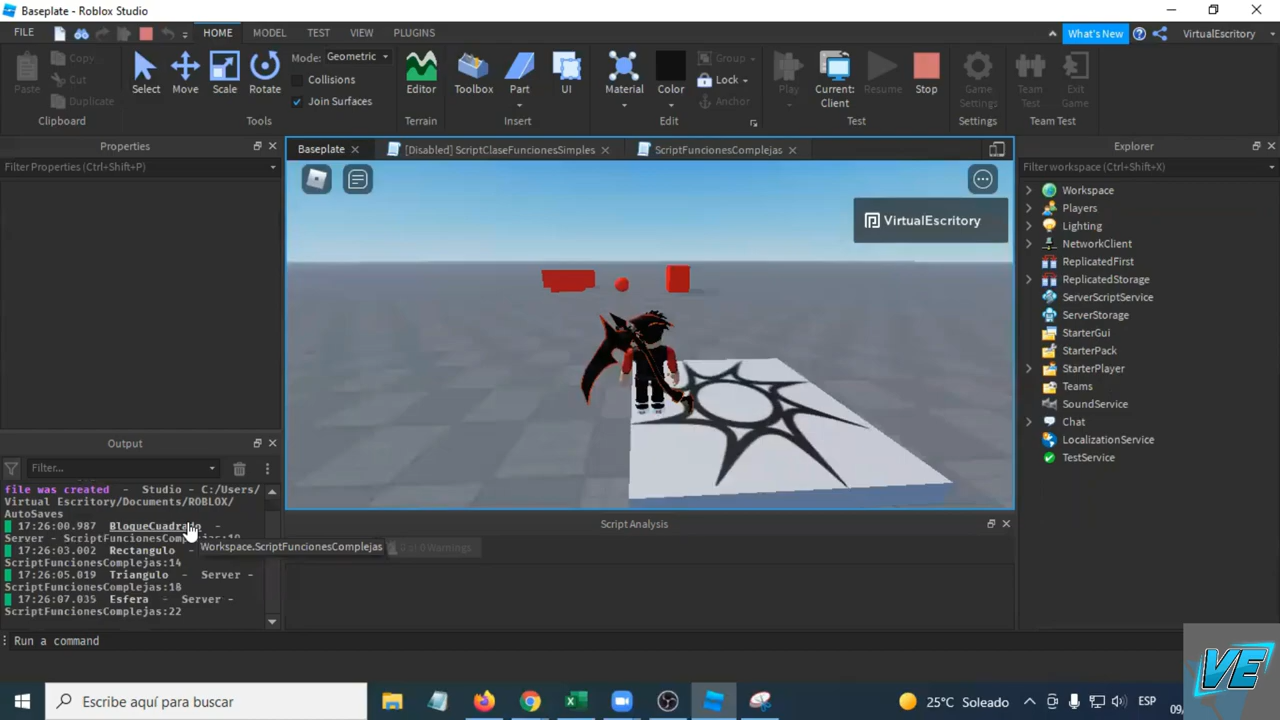 Baseplate - Roblox Studio
FILE HOME MODEL TEST VIEW PLUGINS What's New VirtualEscritory
Paste Copy Cut Duplicate
Select Move Scale Rotate
Mode: Geometric
Collisions
Join Surfaces
Editor Toolbox Part UI Material Color
Group
Lock
Anchor
Play Current: Client Resume Stop Game Settings Team Test Exit Game
Clipboard Tools Terrain Insert Edit Test Settings Team Test
Properties
Filter Properties (Ctrl+Shift+P)
Baseplate [Disabled] ScriptClaseFuncionesSimples ScriptFuncionesComplejas
VirtualEscritory
Explorer
Filter workspace (Ctrl+Shift+X)
Workspace
Players
Lighting
NetworkClient
ReplicatedFirst
ReplicatedStorage
ServerScriptService
ServerStorage
StarterGui
StarterPack
StarterPlayer
Teams
SoundService
Chat
LocalizationService
TestService
Output
Filter...
file was created - Studio - C:/Users/
Virtual Escritory/Documents/ROBLOX/
AutoSaves
17:26:00.987 BloqueCuadrado -
Server -
17:26:03.002 Rectangulo -
ScriptFuncionesComplejas:14
17:26:05.019 Triangulo - Server -
ScriptFuncionesComplejas:18
17:26:07.035 Esfera - Server -
ScriptFuncionesComplejas:22
Workspace.ScriptFuncionesComplejas
Script Analysis
Warnings
Run a command
Escribe aquí para buscar
25°C Soleado
ESP
VE